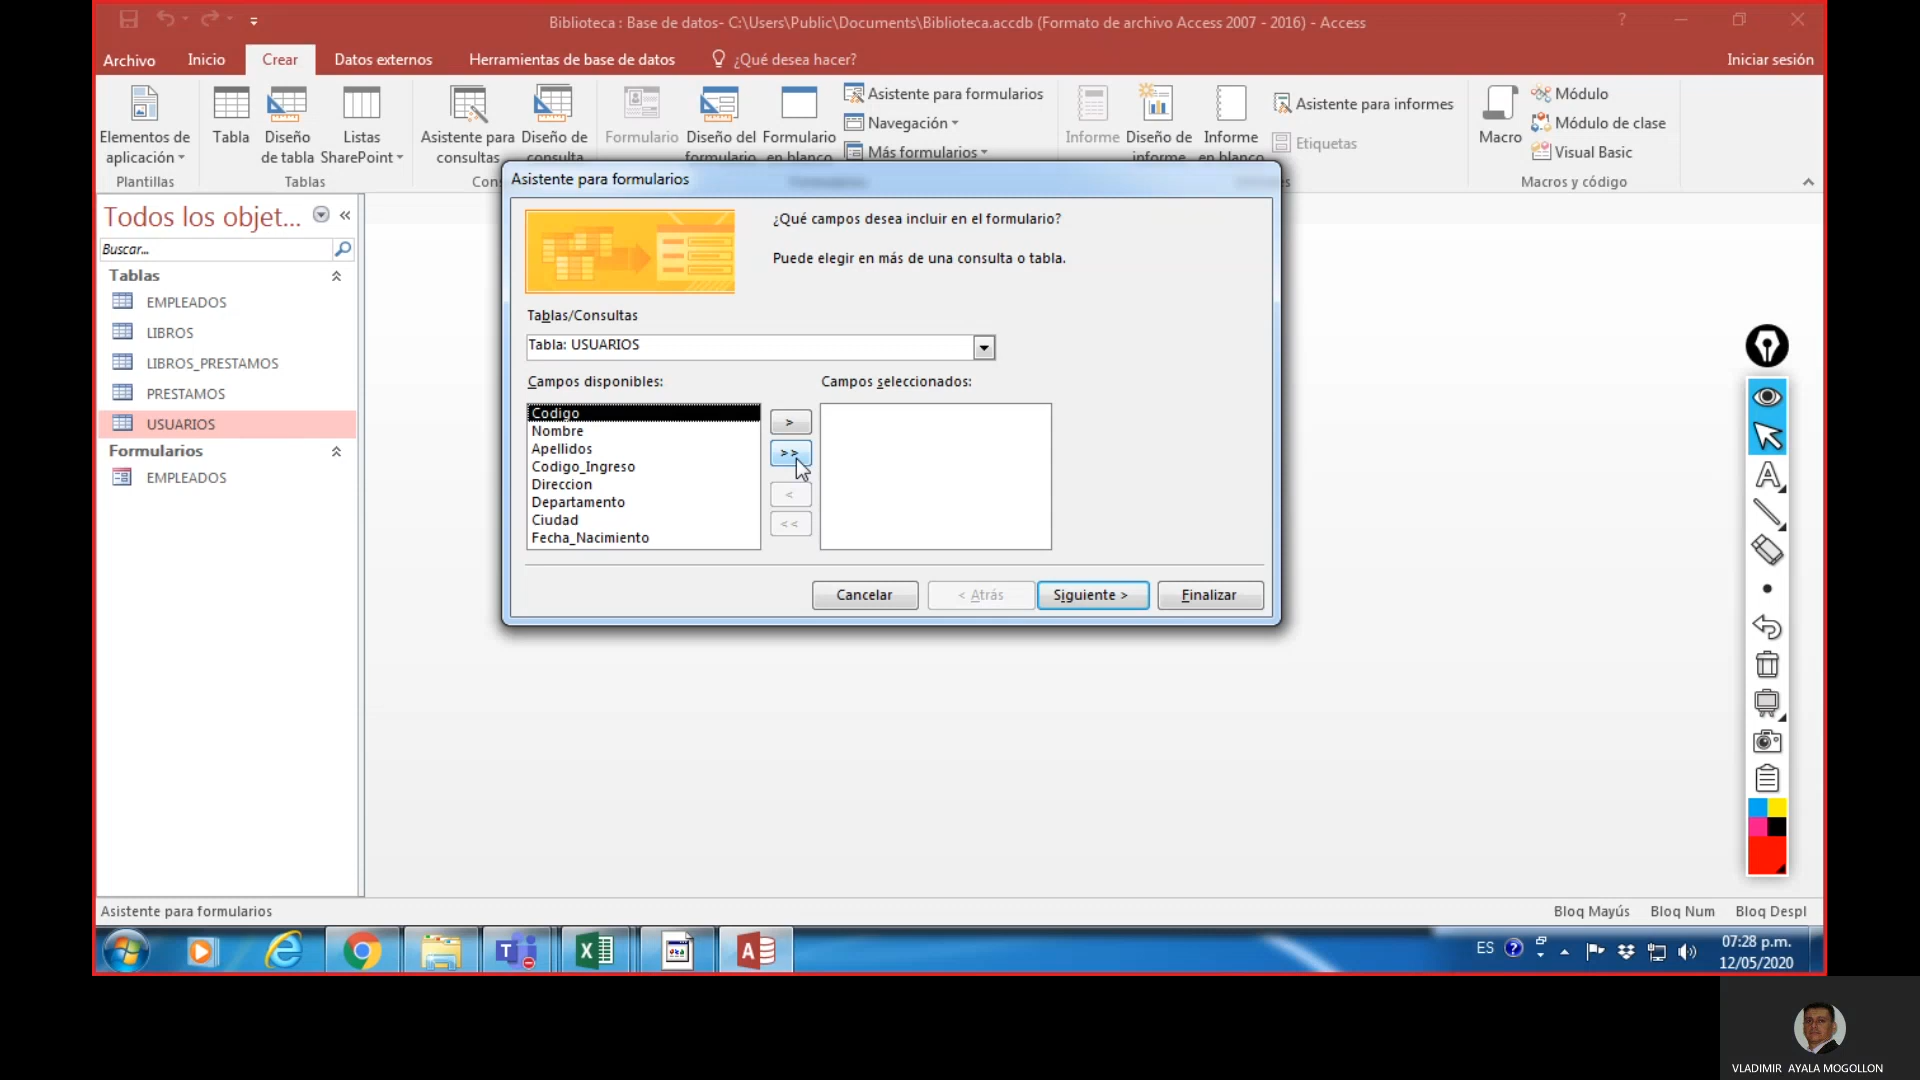 Biblioteca : Base de datos- C:\Users\Public\Documents\Biblioteca.accdb (Formato de archivo Access 2007 - 2016) - Access
?
Archivo
Inicio
Crear
Datos externos
Herramientas de base de datos
¿Qué desea hacer?
Iniciar sesión
Elementos de aplicación
Plantillas
Tabla
Diseño de tabla
Listas SharePoint
Tablas
Asistente para consultas
Diseño de consulta
Formulario
Diseño del formulario
Formulario en blanco
Asistente para formularios
Navegación
Más formularios
Informe
Diseño de informe
Informe en blanco
Asistente para informes
Etiquetas
Macro
Módulo
Módulo de clase
Visual Basic
Macros y código
Todos los objet...
Buscar...
Tablas
EMPLEADOS
LIBROS
LIBROS_PRESTAMOS
PRESTAMOS
USUARIOS
Formularios
EMPLEADOS
Asistente para formularios
¿Qué campos desea incluir en el formulario?
Puede elegir en más de una consulta o tabla.
Tablas/Consultas
Tabla: USUARIOS
Campos disponibles:
Campos seleccionados:
Codigo
Nombre
Apellidos
Codigo_Ingreso
Direccion
Departamento
Ciudad
Fecha_Nacimiento
>
>>
<
<<
Cancelar
< Atrás
Siguiente >
Finalizar
Asistente para formularios
Bloq Mayús
Bloq Num
Bloq Despl
ES
07:28 p.m.
12/05/2020
VLADIMIR AYALA MOGOLLON